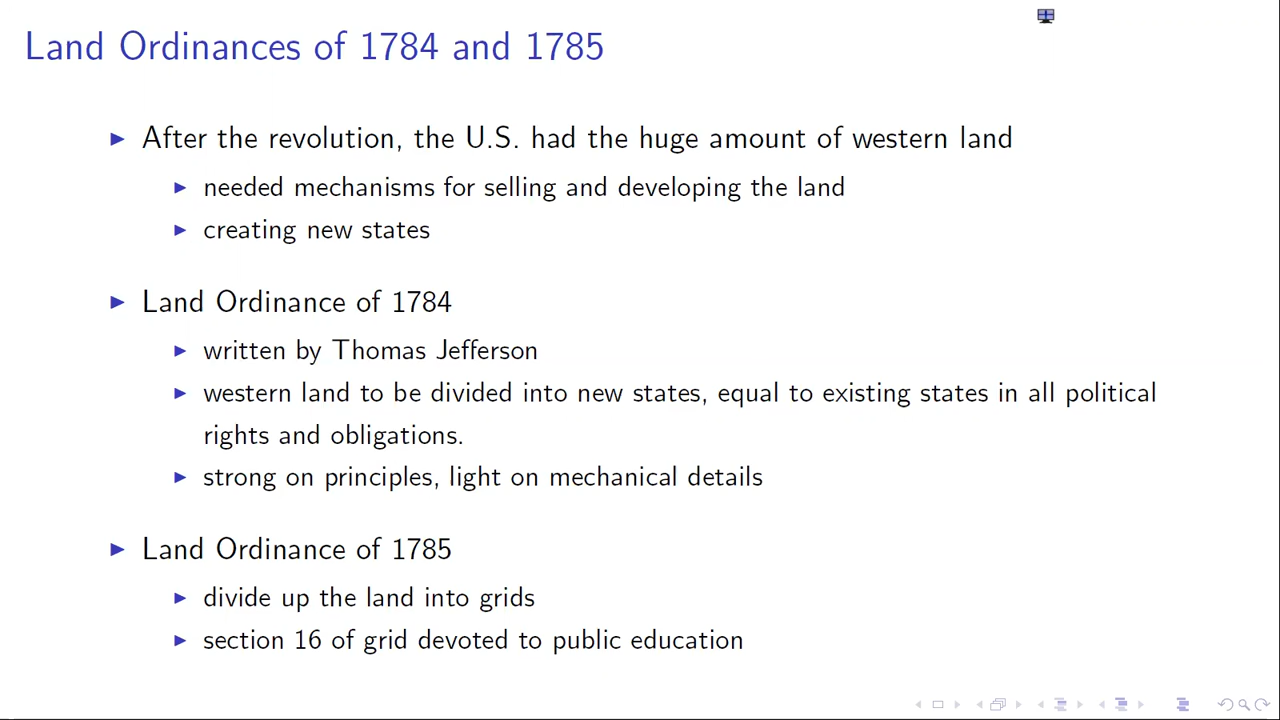 Land Ordinances of 1784 and 1785
After the revolution, the U.S. had the huge amount of western land
needed mechanisms for selling and developing the land
creating new states
Land Ordinance of 1784
written by Thomas Jefferson
western land to be divided into new states, equal to existing states in all political
rights and obligations.
strong on principles, light on mechanical details
Land Ordinance of 1785
divide up the land into grids
section 16 of grid devoted to public education